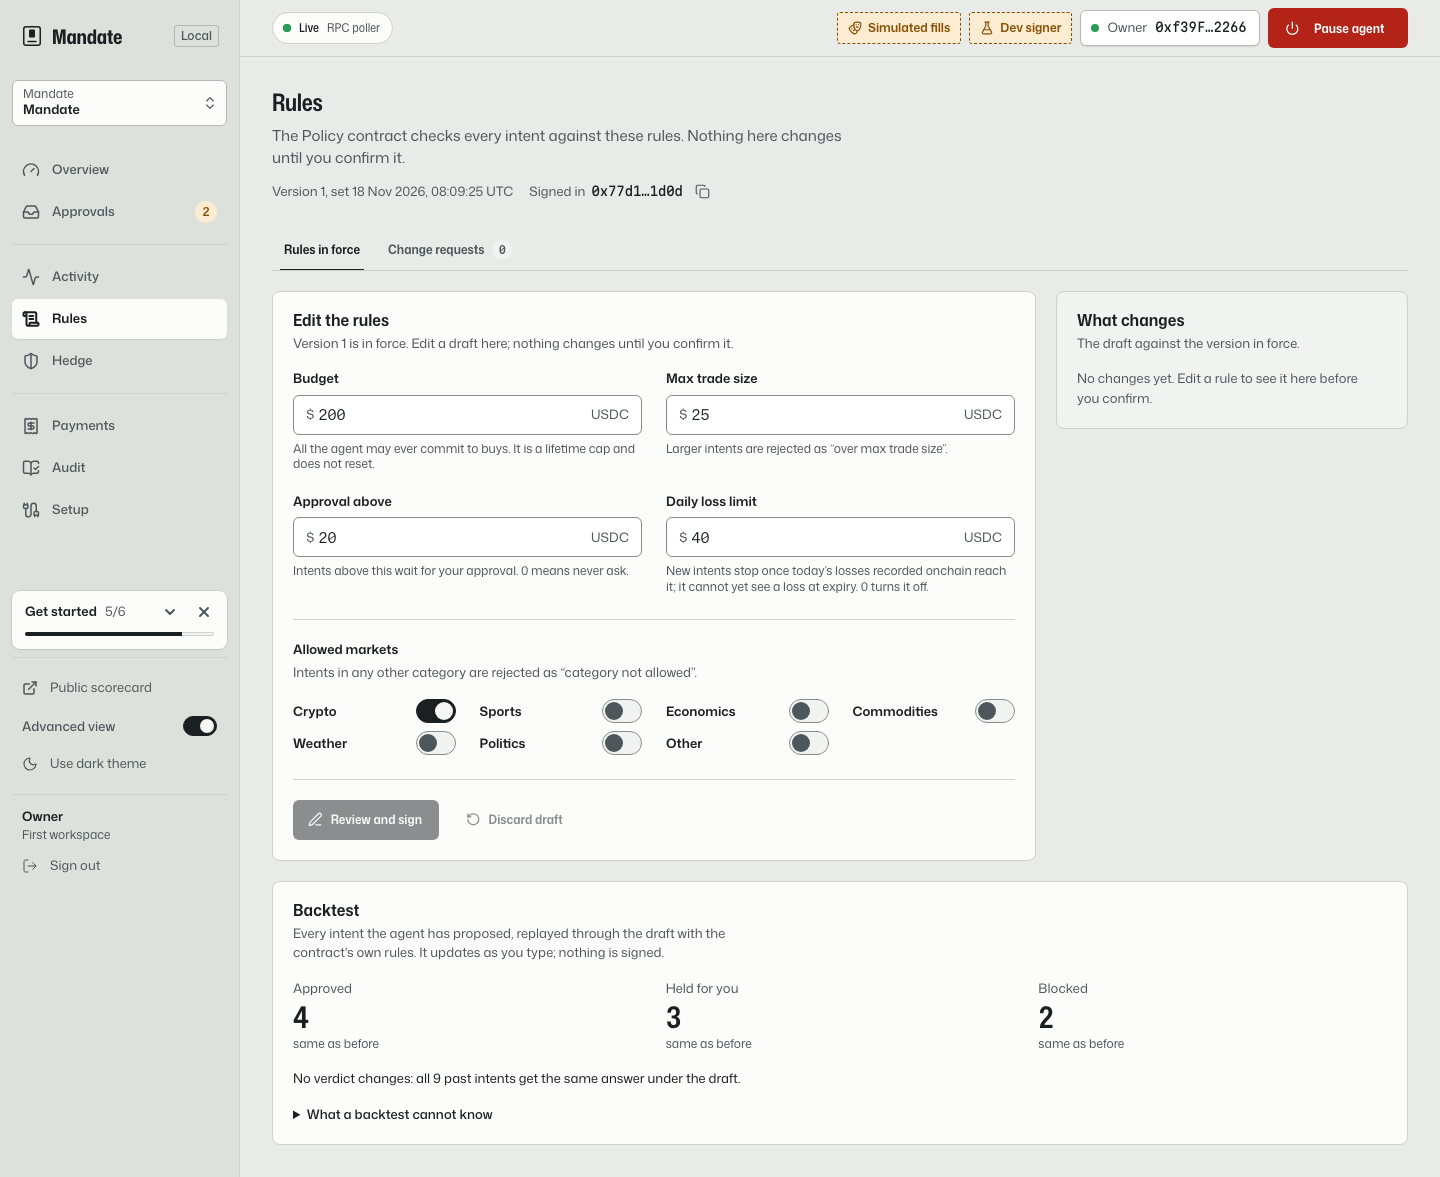 Mandate
Local
Mandate
Mandate
Overview
Approvals
2
Activity
Rules
Hedge
Payments
Audit
Setup
Get started 5/6
Public scorecard
Advanced view
Use dark theme
Owner
First workspace
Sign out
Live RPC poller
Simulated fills
Dev signer
Owner 0xf39F…2266
Pause agent
Rules
The Policy contract checks every intent against these rules. Nothing here changes
until you confirm it.
Version 1, set 18 Nov 2026, 08:09:25 UTC Signed in 0x77d1…1d0d
Rules in force
Change requests 0
Edit the rules
Version 1 is in force. Edit a draft here; nothing changes until you confirm it.
Budget
$ 200 USDC
All the agent may ever commit to buys. It is a lifetime cap and
does not reset.
Max trade size
$ 25 USDC
Larger intents are rejected as “over max trade size”.
Approval above
$ 20 USDC
Intents above this wait for your approval. 0 means never ask.
Daily loss limit
$ 40 USDC
New intents stop once today’s losses recorded onchain reach
it; it cannot yet see a loss at expiry. 0 turns it off.
Allowed markets
Intents in any other category are rejected as “category not allowed”.
Crypto
Sports
Economics
Commodities
Weather
Politics
Other
Review and sign
Discard draft
What changes
The draft against the version in force.
No changes yet. Edit a rule to see it here before
you confirm.
Backtest
Every intent the agent has proposed, replayed through the draft with the
contract’s own rules. It updates as you type; nothing is signed.
Approved
4
same as before
Held for you
3
same as before
Blocked
2
same as before
No verdict changes: all 9 past intents get the same answer under the draft.
What a backtest cannot know